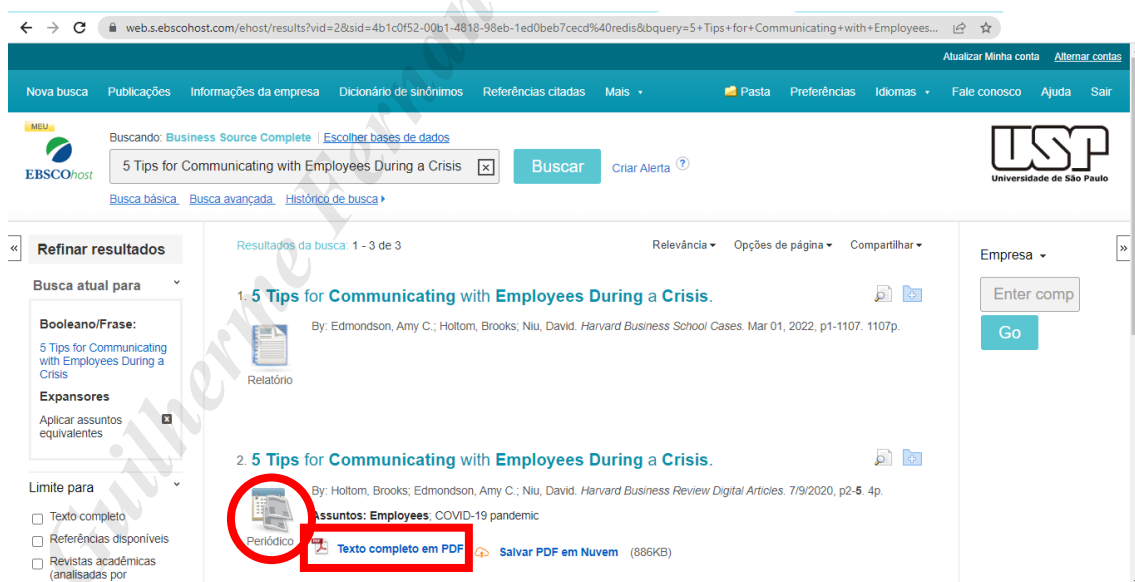 web.s.ebscohost.com/ehost/results?vid=2&sid=4b1c0f52-00b1-4818-98eb-1ed0beb7cecd%40redis&bquery=5+Tips+for+Communicating+with+Employees...
Atualizar Minha conta Alternar contas
Nova busca Publicações Informações da empresa Dicionário de sinônimos Referências citadas Mais Pasta Preferências Idiomas Fale conosco Ajuda Sair
MEU
EBSCOhost
Buscando: Business Source Complete | Escolher bases de dados
5 Tips for Communicating with Employees During a Crisis
Buscar Criar Alerta ?
Busca básica Busca avançada Histórico de busca
USP
Universidade de São Paulo
« Refinar resultados
Busca atual para
Booleano/Frase:
5 Tips for Communicating
with Employees During a
Crisis
Expansores
Aplicar assuntos
equivalentes
Limite para
Texto completo
Referências disponíveis
Revistas acadêmicas
(analisadas por
Resultados da busca: 1 - 3 de 3 Relevância Opções de página Compartilhar
1. 5 Tips for Communicating with Employees During a Crisis.
By: Edmondson, Amy C.; Holtom, Brooks; Niu, David. Harvard Business School Cases. Mar 01, 2022, p1-1107. 1107p.
Relatório
2. 5 Tips for Communicating with Employees During a Crisis.
By: Holtom, Brooks; Edmondson, Amy C.; Niu, David. Harvard Business Review Digital Articles. 7/9/2020, p2-5. 4p.
Assuntos: Employees; COVID-19 pandemic
Periódico
Texto completo em PDF Salvar PDF em Nuvem (886KB)
Empresa »
Enter comp
Go
Guilherme Fernan